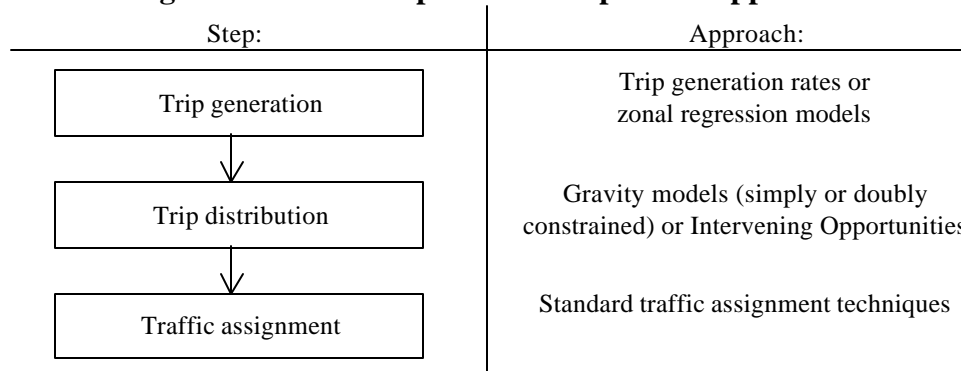 Step:
Approach:
Trip generation
Trip generation rates or
zonal regression models
Trip distribution
Gravity models (simply or doubly
constrained) or Intervening Opportunities
Traffic assignment
Standard traffic assignment techniques